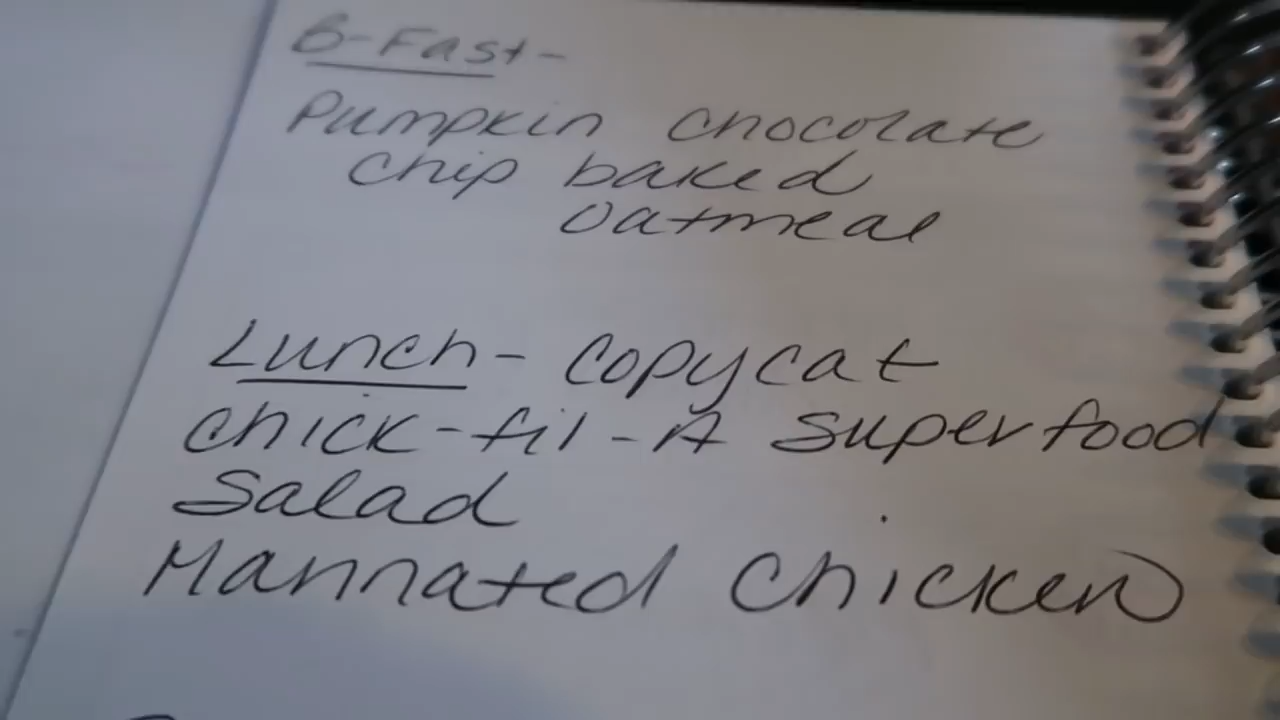 B-Fast-
Pumpkin chocolate
chip baked
oatmeal
Lunch- copycat
chick-fil-A superfood
Salad
Marinated chicken